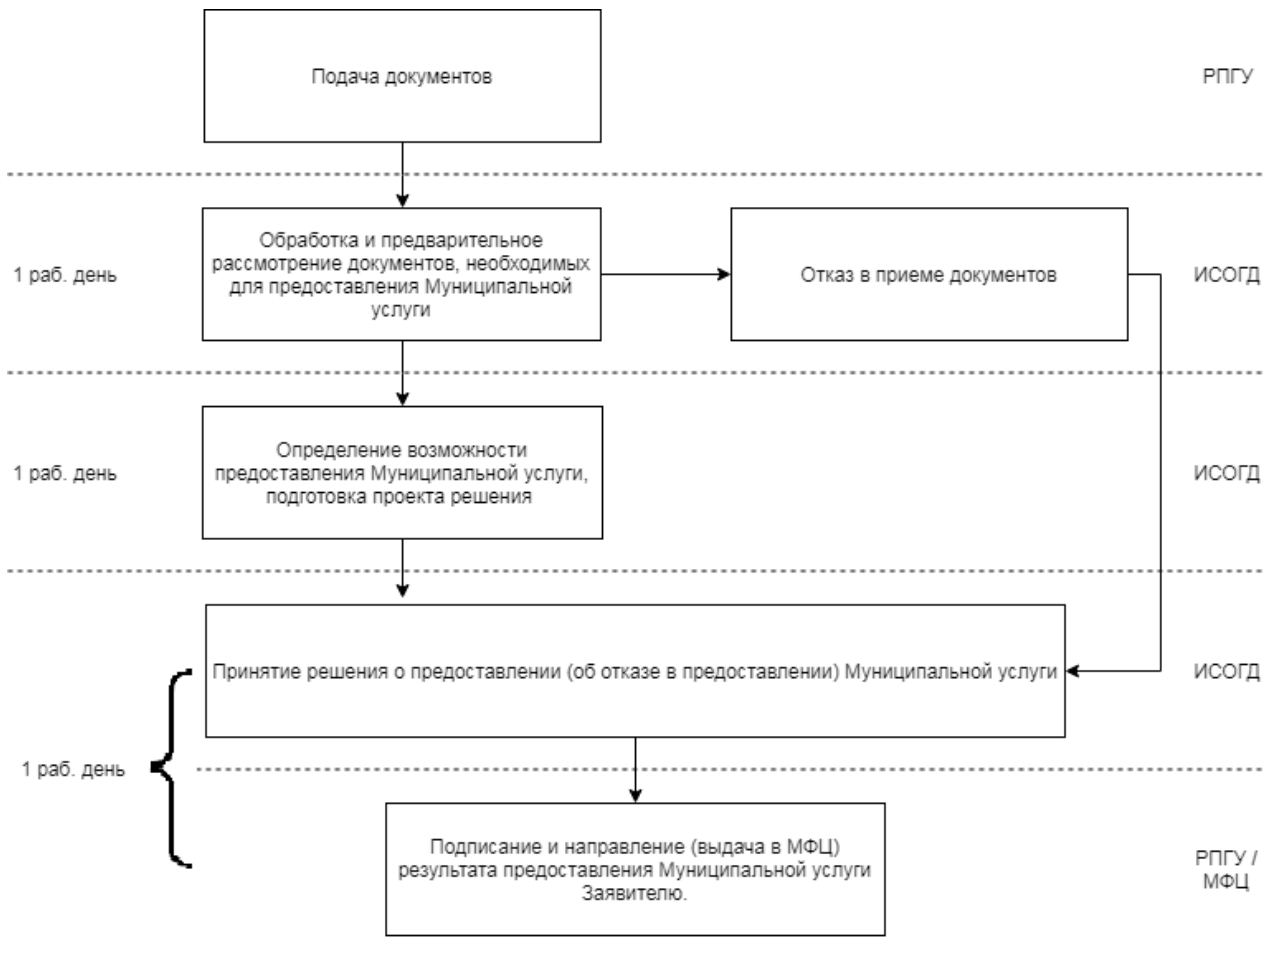 Подача документов
РПГУ
1 раб. день
Обработка и предварительное
рассмотрение документов, необходимых
для предоставления Муниципальной
услуги
Отказ в приеме документов
ИСОГД
1 раб. день
Определение возможности
предоставления Муниципальной услуги,
подготовка проекта решения
ИСОГД
Принятие решения о предоставлении (об отказе в предоставлении) Муниципальной услуги
ИСОГД
1 раб. день
Подписание и направление (выдача в МФЦ)
результата предоставления Муниципальной услуги
Заявителю.
РПГУ /
МФЦ